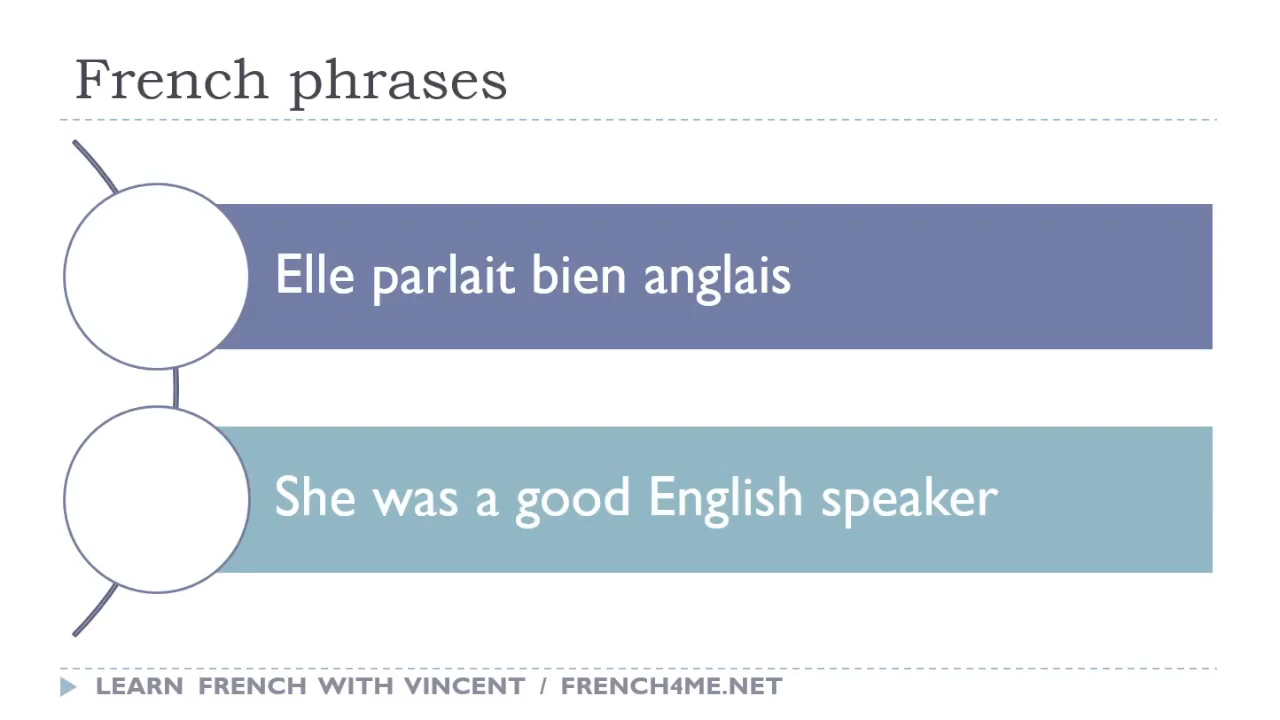 French phrases
Elle parlait bien anglais
She was a good English speaker
LEARN FRENCH WITH VINCENT / FRENCH4ME.NET